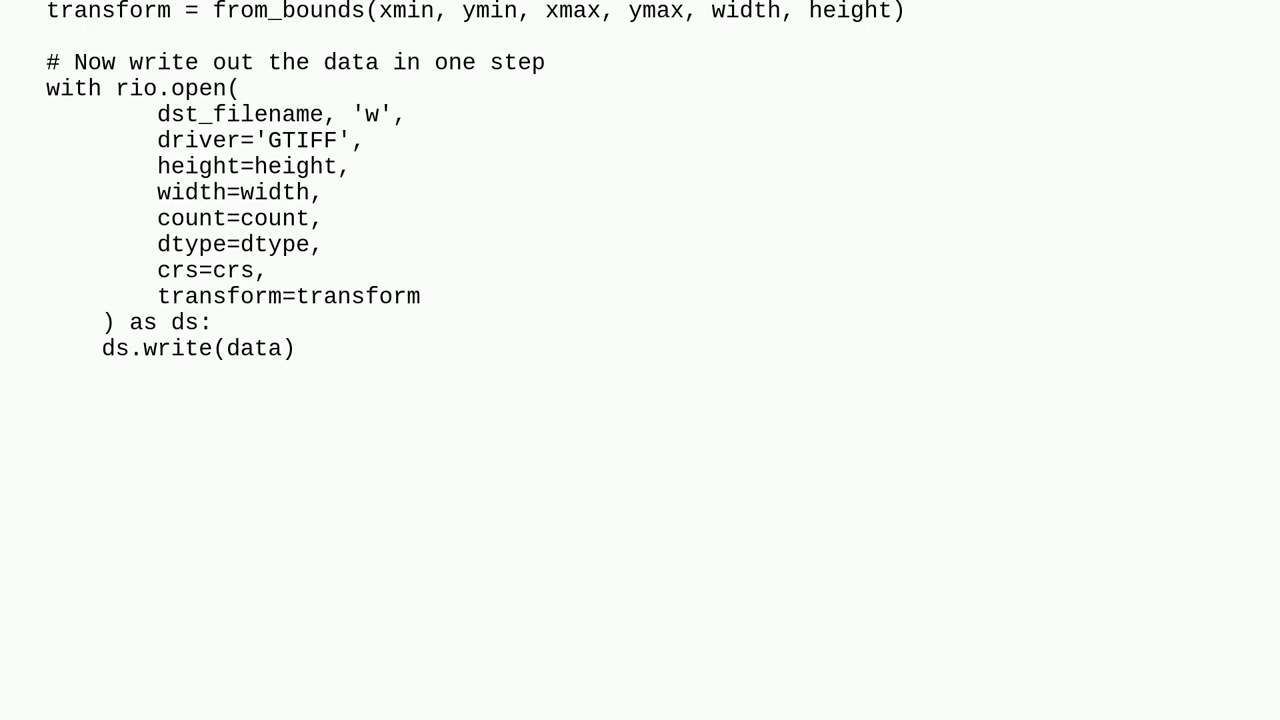 transform = from_bounds(xmin, ymin, xmax, ymax, width, height)

# Now write out the data in one step
with rio.open(
        dst_filename, 'w',
        driver='GTIFF',
        height=height,
        width=width,
        count=count,
        dtype=dtype,
        crs=crs,
        transform=transform
    ) as ds:
    ds.write(data)